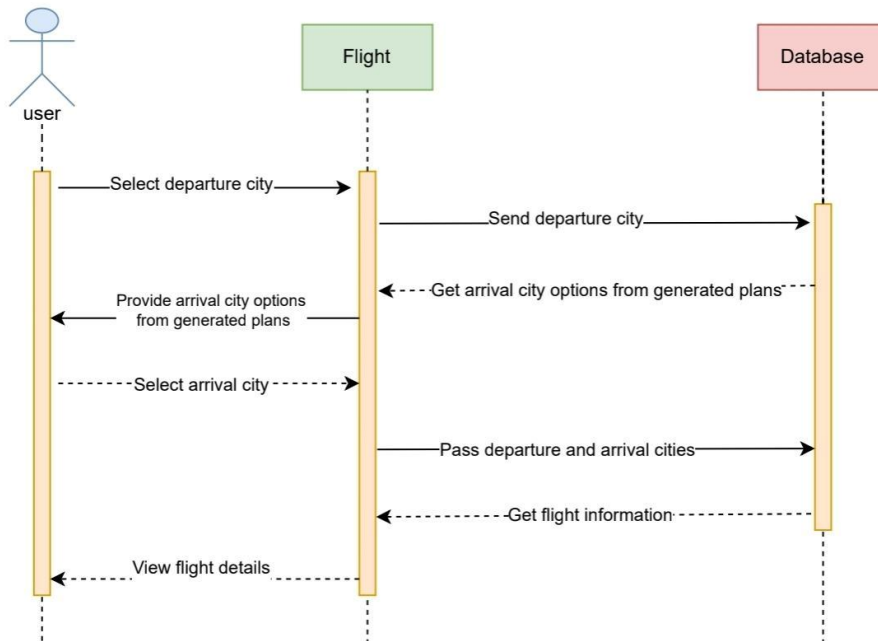 Flight
Database
user
Select departure city
Send departure city
Get arrival city options from generated plans
Provide arrival city options
from generated plans
Select arrival city
Pass departure and arrival cities
Get flight information
View flight details